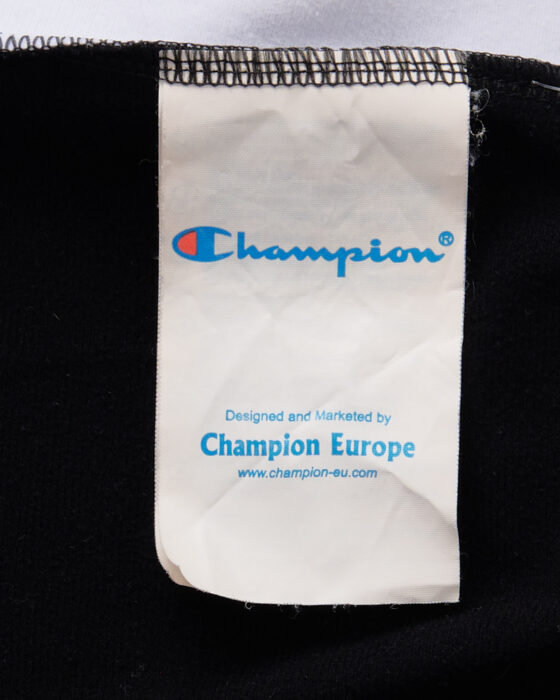 Champion®
Designed and Marketed by
Champion Europe
www.champion-eu.com